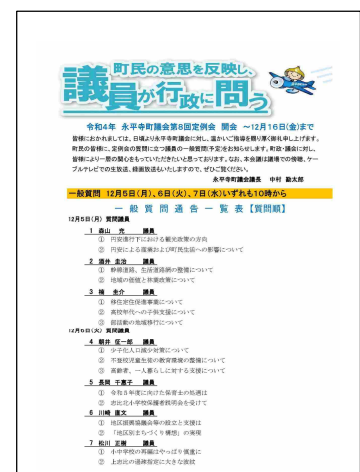 町民の意思を反映し、
議員が行政に問う
令和4年 永平寺町議会第8回定例会 開会 ～12月16日(金)まで
皆様におかれましては、日頃より永平寺町議会に対し、温かいご指導を賜り厚く御礼申し上げます。
町民の皆様に、定例会の質問に立つ議員の一般質問(予定)をお知らせします。町政・議会に対し、
皆様により一層の関心をもっていただきたいと思っております。なお、本会議は議場での傍聴、ケー
ブルテレビでの生放送、録画放送もいたしますので、ぜひご覧ください。
永平寺町議会議長 中村 勘太郎
一般質問 12月5日(月)、6日(火)、7日(水)いずれも10時から
一般質問通告一覧表【質問順】
12月5日(月) 質問議員
1 森山 充 議員
① 円安進行下における観光政策の方向
② 円安による産業および町民生活への影響について
2 酒井 圭治 議員
① 幹線道路、生活道路網の整備について
② 地域の価値と林業政策について
3 楠 圭介 議員
① 移住定住促進事業について
② 高校年代への子供支援について
③ 部活動の地域移行について
12月6日(火) 質問議員
4 朝井 征一郎 議員
① 少子化人口減少対策について
② 不登校児童生徒の教育環境の整備について
③ 高齢者、一人暮らしに対する支援について
5 長岡 千惠子 議員
① 令和5年度に向けた保育士の処遇は
② 志比北小学校保護者説明会を受けて
6 川崎 直文 議員
① 地区振興協議会等の設立と支援は
② 「地区別まちづくり構想」の実現
7 松川 正樹 議員
① 小中学校の再編はやっぱり慎重に
② 上志比の過疎指定に大きな波紋